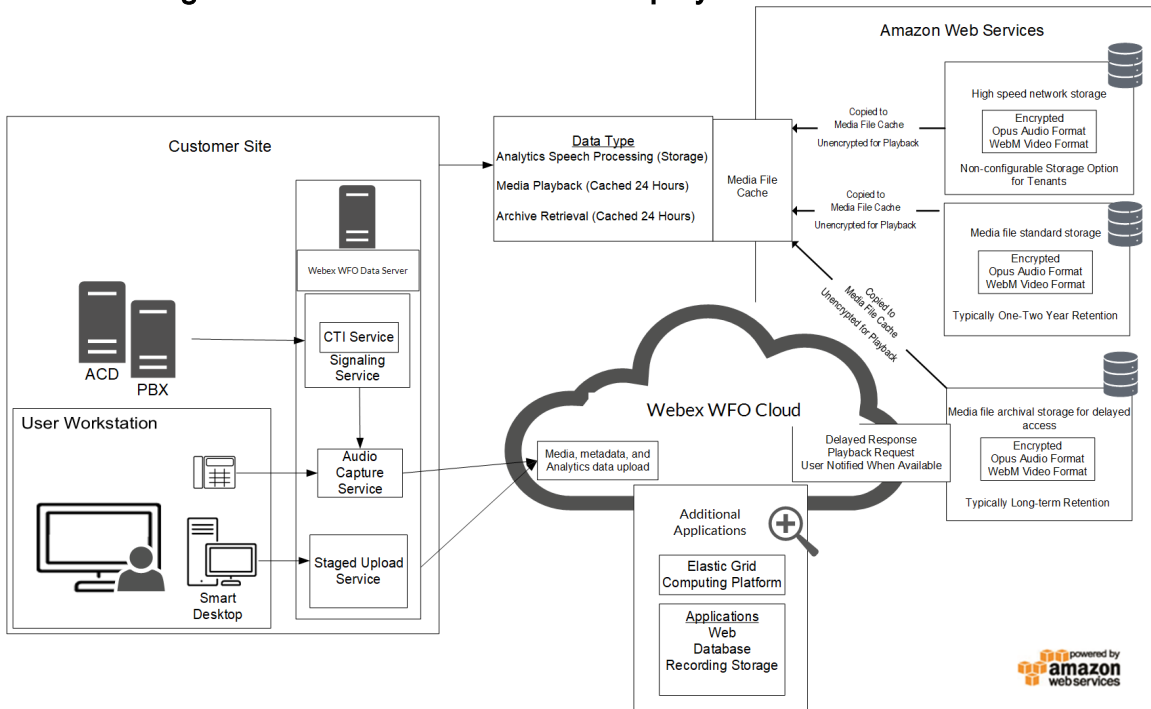 Amazon Web Services
High speed network storage
Encrypted
Opus Audio Format
WebM Video Format
Non-configurable Storage Option
for Tenants
Copied to
Media File Cache
Unencrypted for Playback
Customer Site
Data Type
Analytics Speech Processing (Storage)
Media Playback (Cached 24 Hours)
Archive Retrieval (Cached 24 Hours)
Media File
Cache
Copied to
Media File Cache
Unencrypted for Playback
Media file standard storage
Encrypted
Opus Audio Format
WebM Video Format
Typically One-Two Year Retention
Webex WFO Data Server
CTI Service
Signaling
Service
ACD
PBX
Copied to
Media File Cache
Unencrypted for Playback
User Workstation
Audio
Capture
Service
Staged Upload
Service
Smart
Desktop
Webex WFO Cloud
Media, metadata, and
Analytics data upload
Delayed Response
Playback Request
User Notified When Available
Media file archival storage for delayed
access
Encrypted
Opus Audio Format
WebM Video Format
Typically Long-term Retention
Additional
Applications
Elastic Grid
Computing Platform
Applications
Web
Database
Recording Storage
powered by
amazon
web services